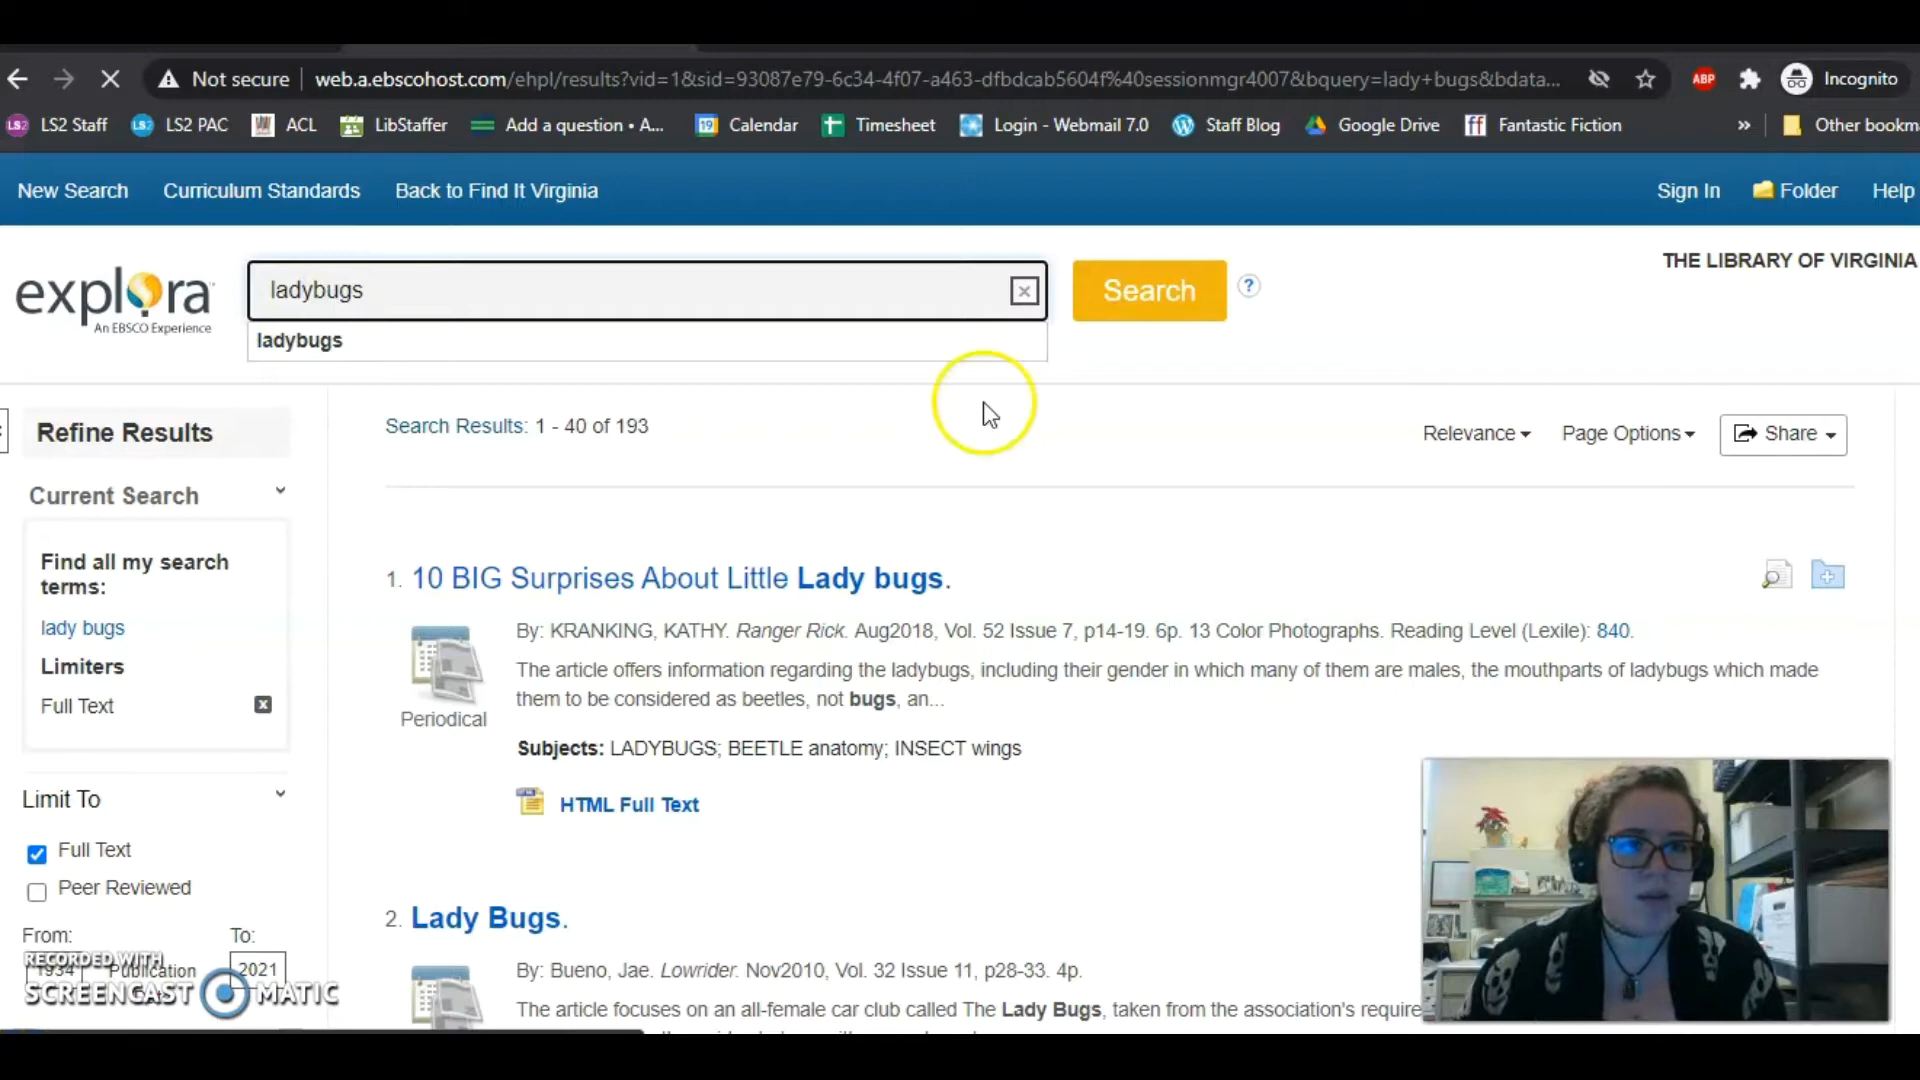 Not secure web.a.ebscohost.com/ehpl/results?vid=1&sid=93087e79-6c34-4f07-a463-dfbdcab5604f%40sessionmgr4007&bquery=lady+bugs&bdata... ABP Incognito
LS2 LS2 Staff LS2 LS2 PAC ACL LibStaffer Add a question • A... 19 Calendar Timesheet Login - Webmail 7.0 Staff Blog Google Drive ff Fantastic Fiction » Other bookm
New Search Curriculum Standards Back to Find It Virginia Sign In Folder Help
THE LIBRARY OF VIRGINIA
explora ladybugs Search ?
An EBSCO Experience
ladybugs
Refine Results
Search Results: 1 - 40 of 193 Relevance Page Options Share
Current Search
Find all my search
terms:
lady bugs
Limiters
Full Text
Limit To
Full Text
Peer Reviewed
From: To:
1934 Publication 2021
1. 10 BIG Surprises About Little Lady bugs.
By: KRANKING, KATHY. Ranger Rick. Aug2018, Vol. 52 Issue 7, p14-19. 6p. 13 Color Photographs. Reading Level (Lexile): 840.
The article offers information regarding the ladybugs, including their gender in which many of them are males, the mouthparts of ladybugs which made
them to be considered as beetles, not bugs, an...
Periodical
Subjects: LADYBUGS; BEETLE anatomy; INSECT wings
HTML Full Text
2. Lady Bugs.
By: Bueno, Jae. Lowrider. Nov2010, Vol. 32 Issue 11, p28-33. 4p.
The article focuses on an all-female car club called The Lady Bugs, taken from the association's require
RECORDED WITH
SCREENCAST MATIC